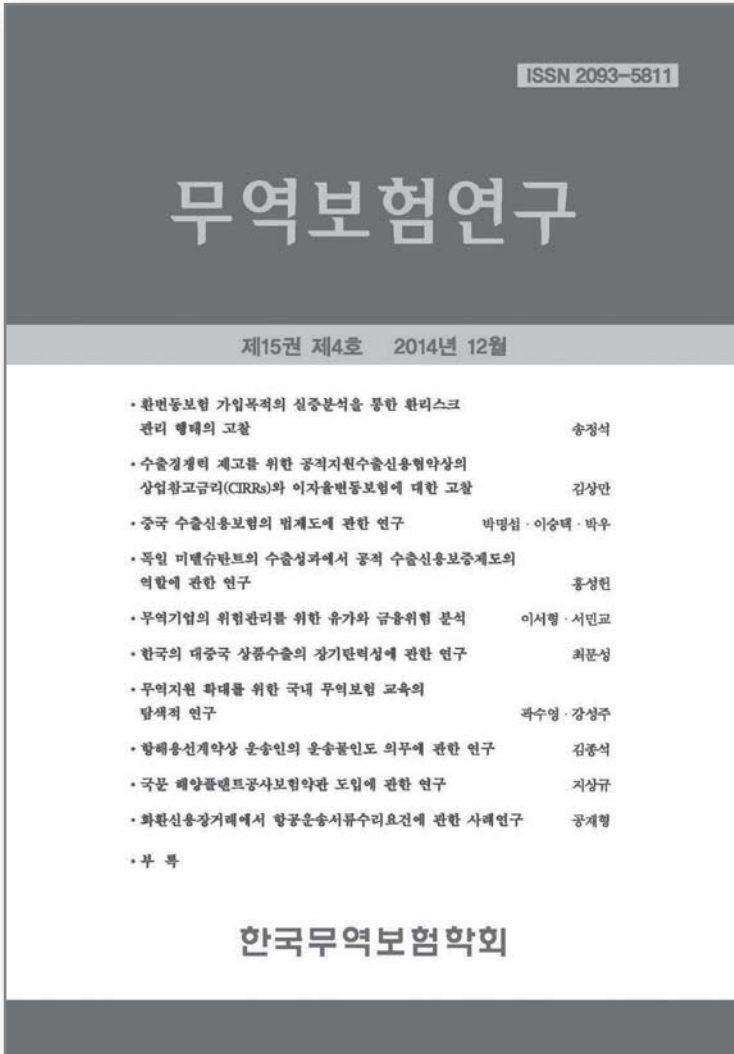 ISSN 2093-5811
무역보험연구
제15권 제4호 2014년 12월
• 환변동보험 가입목적의 실증분석을 통한 환리스크
관리 행태의 고찰 송정석
• 수출경쟁력 제고를 위한 공적지원수출신용협약상의
상업참고금리(CIRRs)와 이자율변동보험에 대한 고찰 김상만
• 중국 수출신용보험의 법제도에 관한 연구 박명섭 · 이숭택 · 박우
• 독일 미텔슈탄트의 수출성과에서 공적 수출신용보증제도의
역할에 관한 연구 홍성헌
• 무역기업의 위험관리를 위한 유가와 금융위험 분석 이서형 · 서민교
• 한국의 대중국 상품수출의 장기탄력성에 관한 연구 최문성
• 무역지원 확대를 위한 국내 무역보험 교육의
탐색적 연구 곽수영 · 강성주
• 항해용선계약상 운송인의 운송물인도 의무에 관한 연구 김종석
• 국문 해양플랜트공사보험약관 도입에 관한 연구 지상규
• 화환신용장거래에서 항공운송서류수리요건에 관한 사례연구 공재형
• 부 록
한국무역보험학회